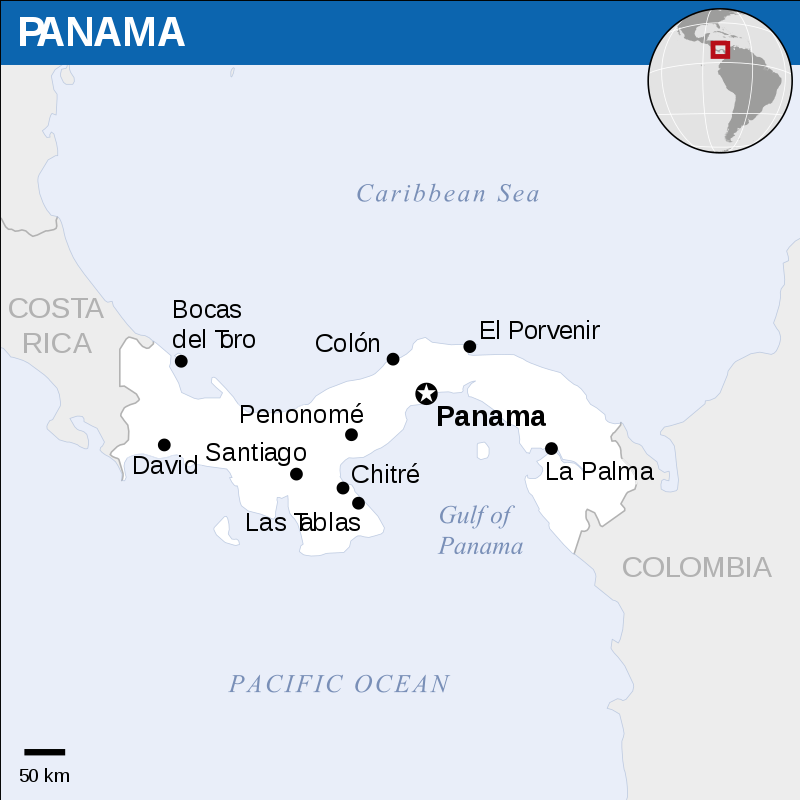 PANAMA
Caribbean Sea
COSTA
RICA
Bocas
del Toro
Colón
El Porvenir
Panama
Penonomé
David
Santiago
Chitré
La Palma
Las Tablas
Gulf of
Panama
COLOMBIA
PACIFIC OCEAN
50 km